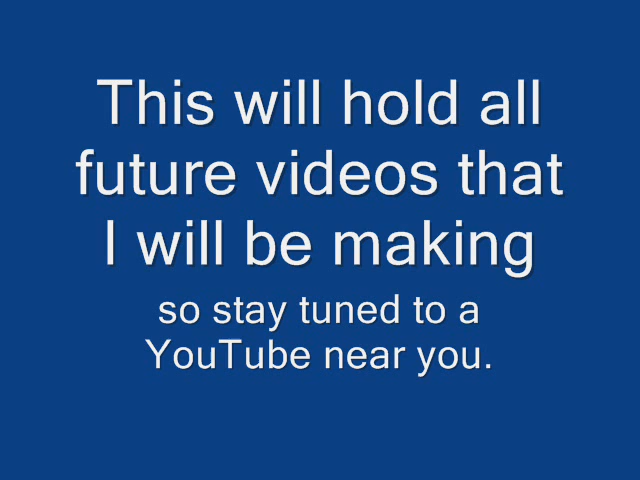 This will hold all
future videos that
I will be making
so stay tuned to a
YouTube near you.